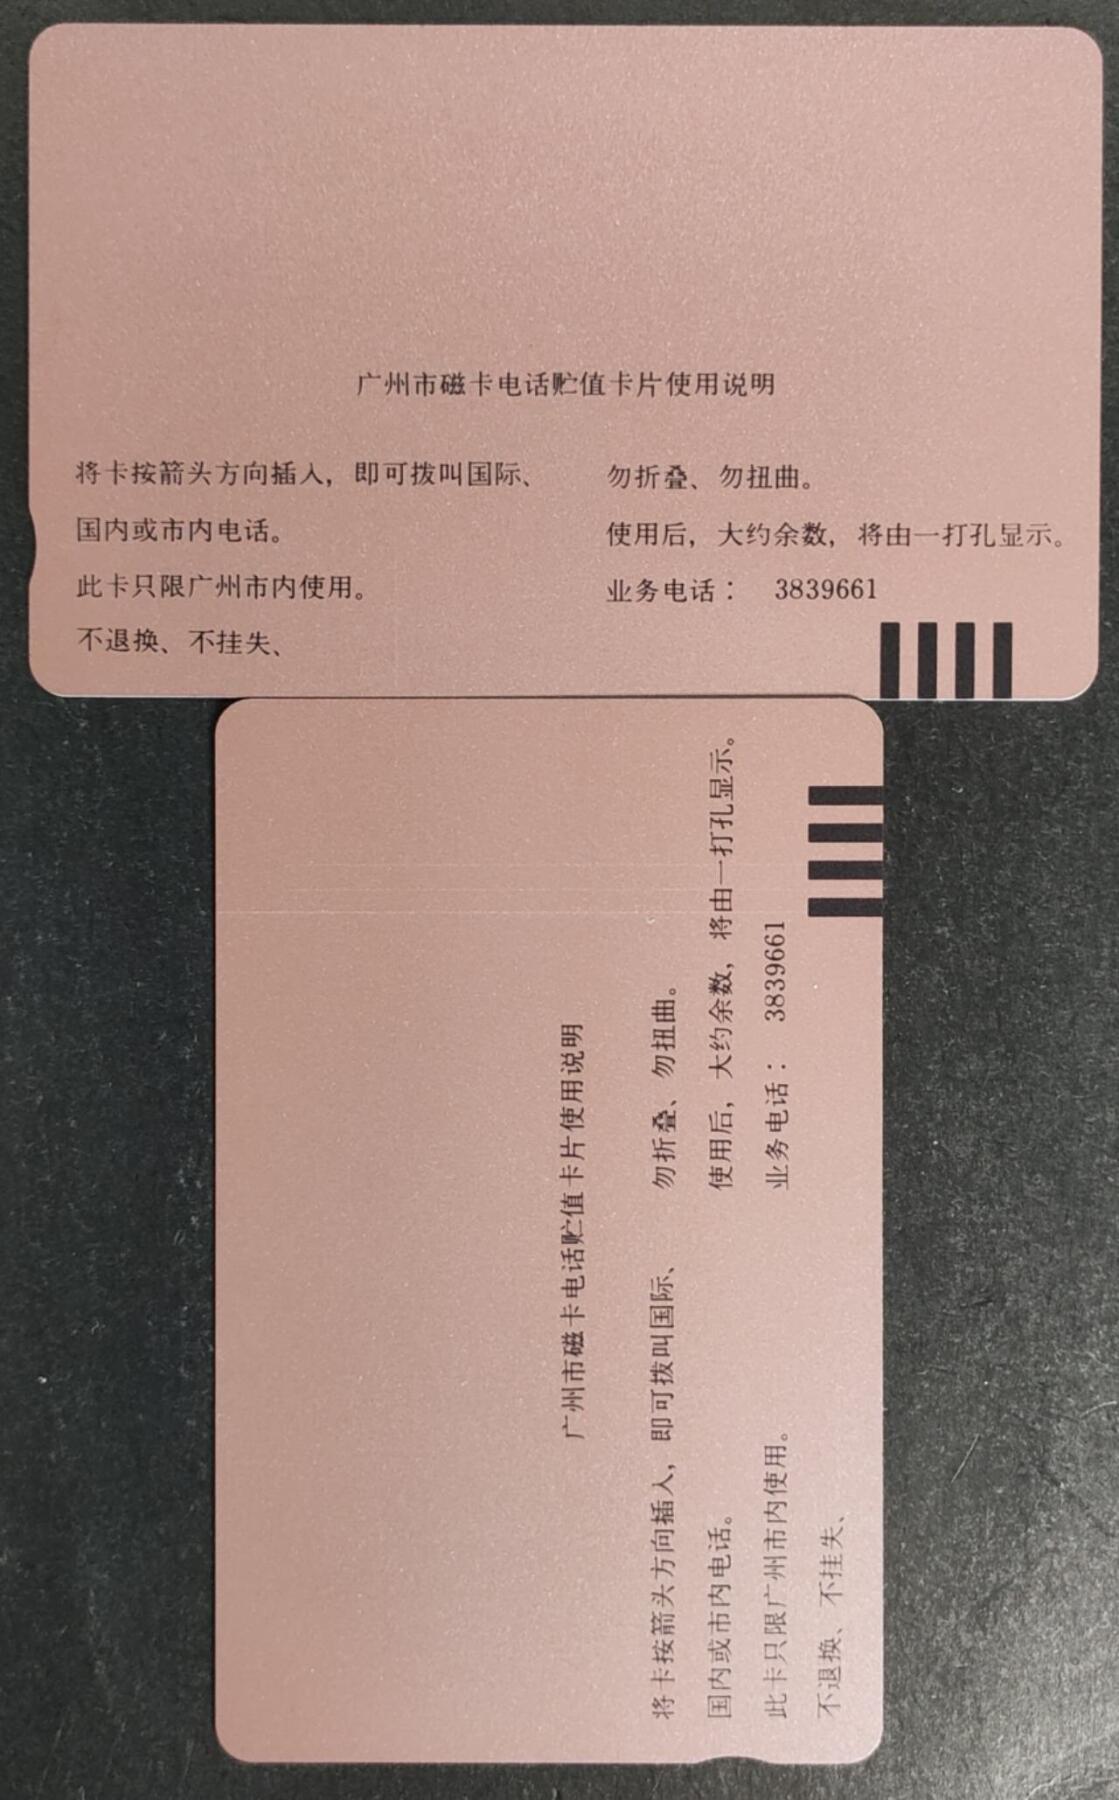 广州市磁卡电话贮值卡片使用说明
将卡按箭头方向插入，即可拨叫国际、
国内或市内电话。
此卡只限广州市内使用。
不退换、不挂失、
勿折叠、勿扭曲。
使用后，大约余数，将由一打孔显示。
业务电话： 3839661
广州市磁卡电话贮值卡片使用说明
将卡按箭头方向插入，即可拨叫国际、
国内或市内电话。
此卡只限广州市内使用。
不退换、不挂失、
勿折叠、勿扭曲。
使用后，大约余数，将由一打孔显示。
业务电话： 3839661